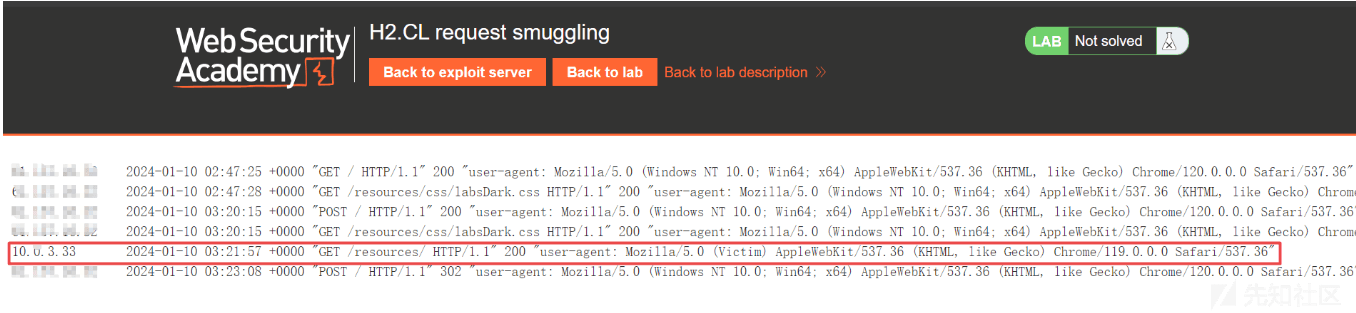 Web Security Academy
H2.CL request smuggling
LAB Not solved
Back to exploit server Back to lab Back to lab description
2024-01-10 02:47:25 +0000 "GET / HTTP/1.1" 200 "user-agent: Mozilla/5.0 (Windows NT 10.0; Win64; x64) AppleWebKit/537.36 (KHTML, like Gecko) Chrome/120.0.0.0 Safari/537.36"
2024-01-10 02:47:28 +0000 "GET /resources/css/labsDark.css HTTP/1.1" 200 "user-agent: Mozilla/5.0 (Windows NT 10.0; Win64; x64) AppleWebKit/537.36 (KHTML, like Gecko) Chrome
2024-01-10 03:20:15 +0000 "POST / HTTP/1.1" 200 "user-agent: Mozilla/5.0 (Windows NT 10.0; Win64; x64) AppleWebKit/537.36 (KHTML, like Gecko) Chrome/120.0.0.0 Safari/537.36
2024-01-10 03:20:15 +0000 "GET /resources/css/labsDark.css HTTP/1.1" 200 "user-agent: Mozilla/5.0 (Windows NT 10.0; Win64; x64) AppleWebKit/537.36 (KHTML, like Gecko) Chrome
10.0.3.33 2024-01-10 03:21:57 +0000 "GET /resources/ HTTP/1.1" 200 "user-agent: Mozilla/5.0 (Victim) AppleWebKit/537.36 (KHTML, like Gecko) Chrome/119.0.0.0 Safari/537.36"
2024-01-10 03:23:08 +0000 "POST / HTTP/1.1" 302 "user-agent: Mozilla/5.0 (Windows NT 10.0; Win64; x64) AppleWebKit/537.36 (KHTML, like Gecko) Chrome/120.0.0.0 Safari/537.
先知社区